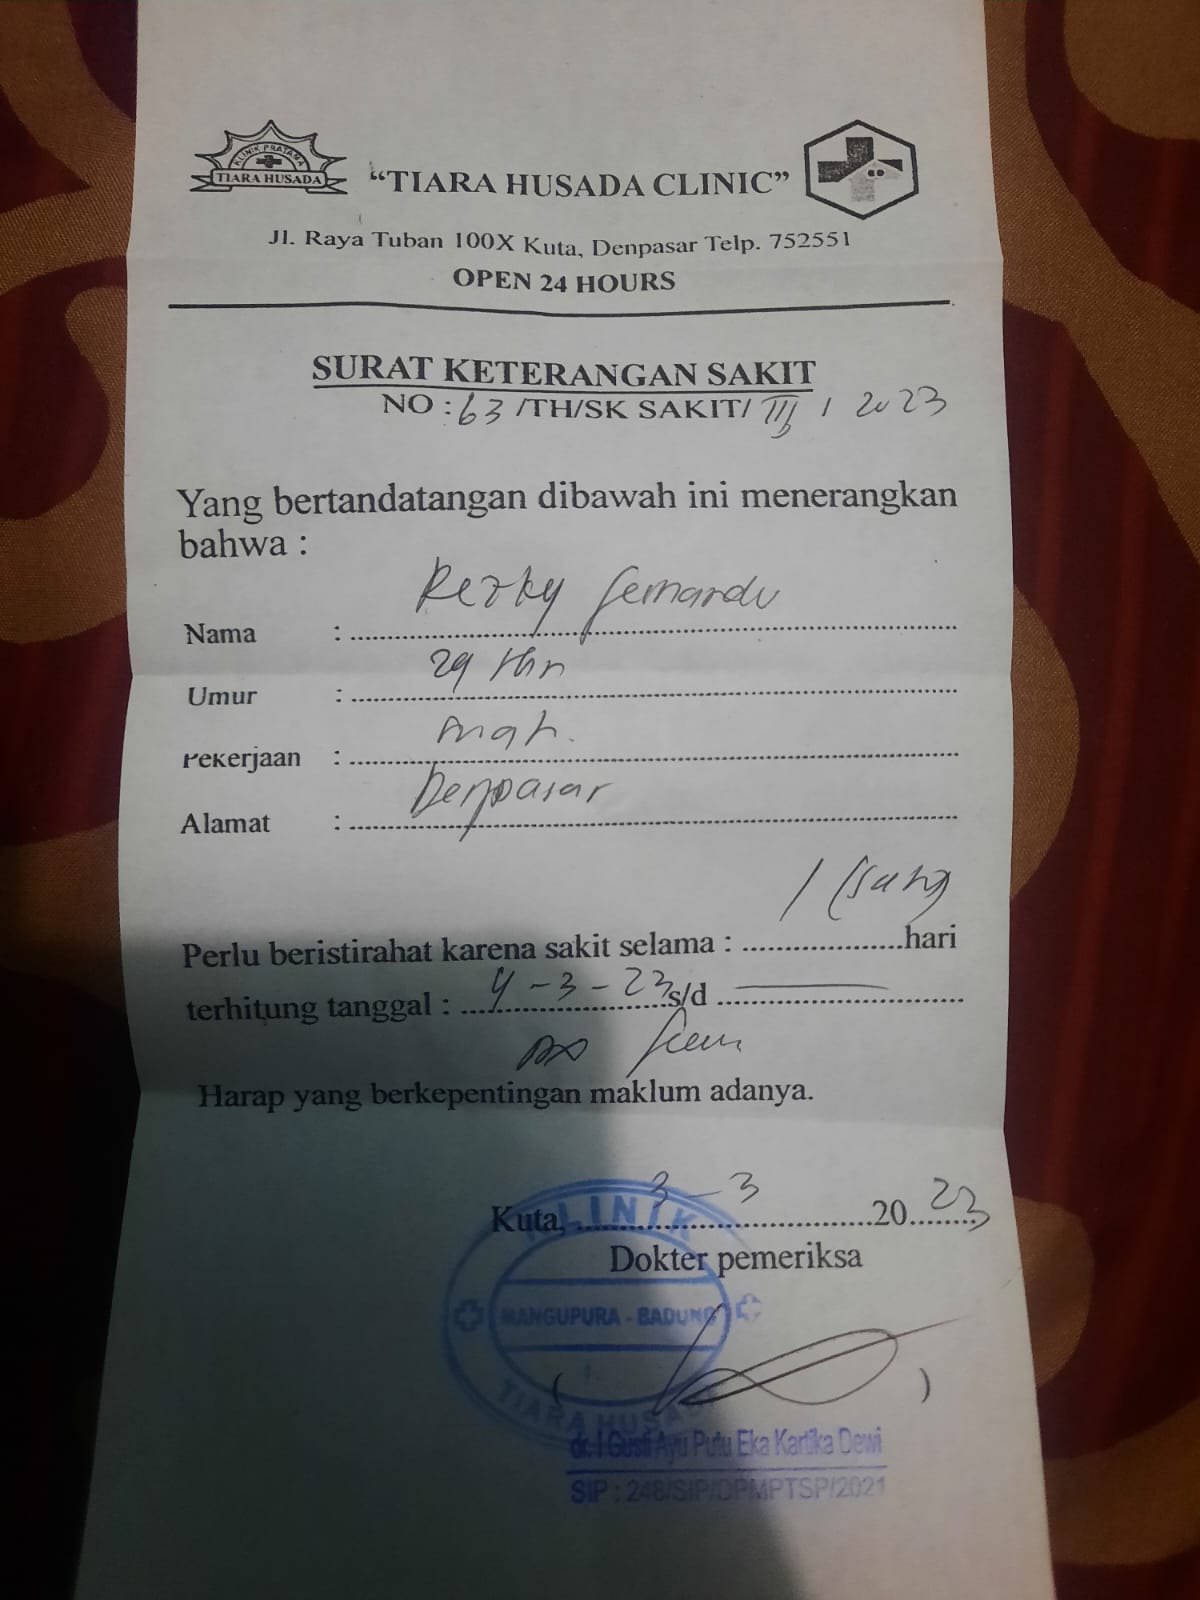 KLINIK PRATAMA
TIARA HUSADA
“TIARA HUSADA CLINIC”
Jl. Raya Tuban 100X Kuta, Denpasar Telp. 752551
OPEN 24 HOURS
SURAT KETERANGAN SAKIT
NO : 63 /TH/SK SAKIT/ III / 2023
Yang bertandatangan dibawah ini menerangkan
bahwa :
Nama : Rezky Fernandu
Umur : 29 thn
Pekerjaan :
Alamat : Denpasar
Perlu beristirahat karena sakit selama : 1 (satu) hari
terhitung tanggal : 4-3-23 s/d —
Harap yang berkepentingan maklum adanya.
Kuta, 3-3 2023
Dokter pemeriksa
KLINIK
MANGUPURA - BADUNG
TIARA HUSADA
( )
dr. I Gusti Ayu Putu Eka Kartika Dewi
SIP : 248/SIP/DPMPTSP/2021